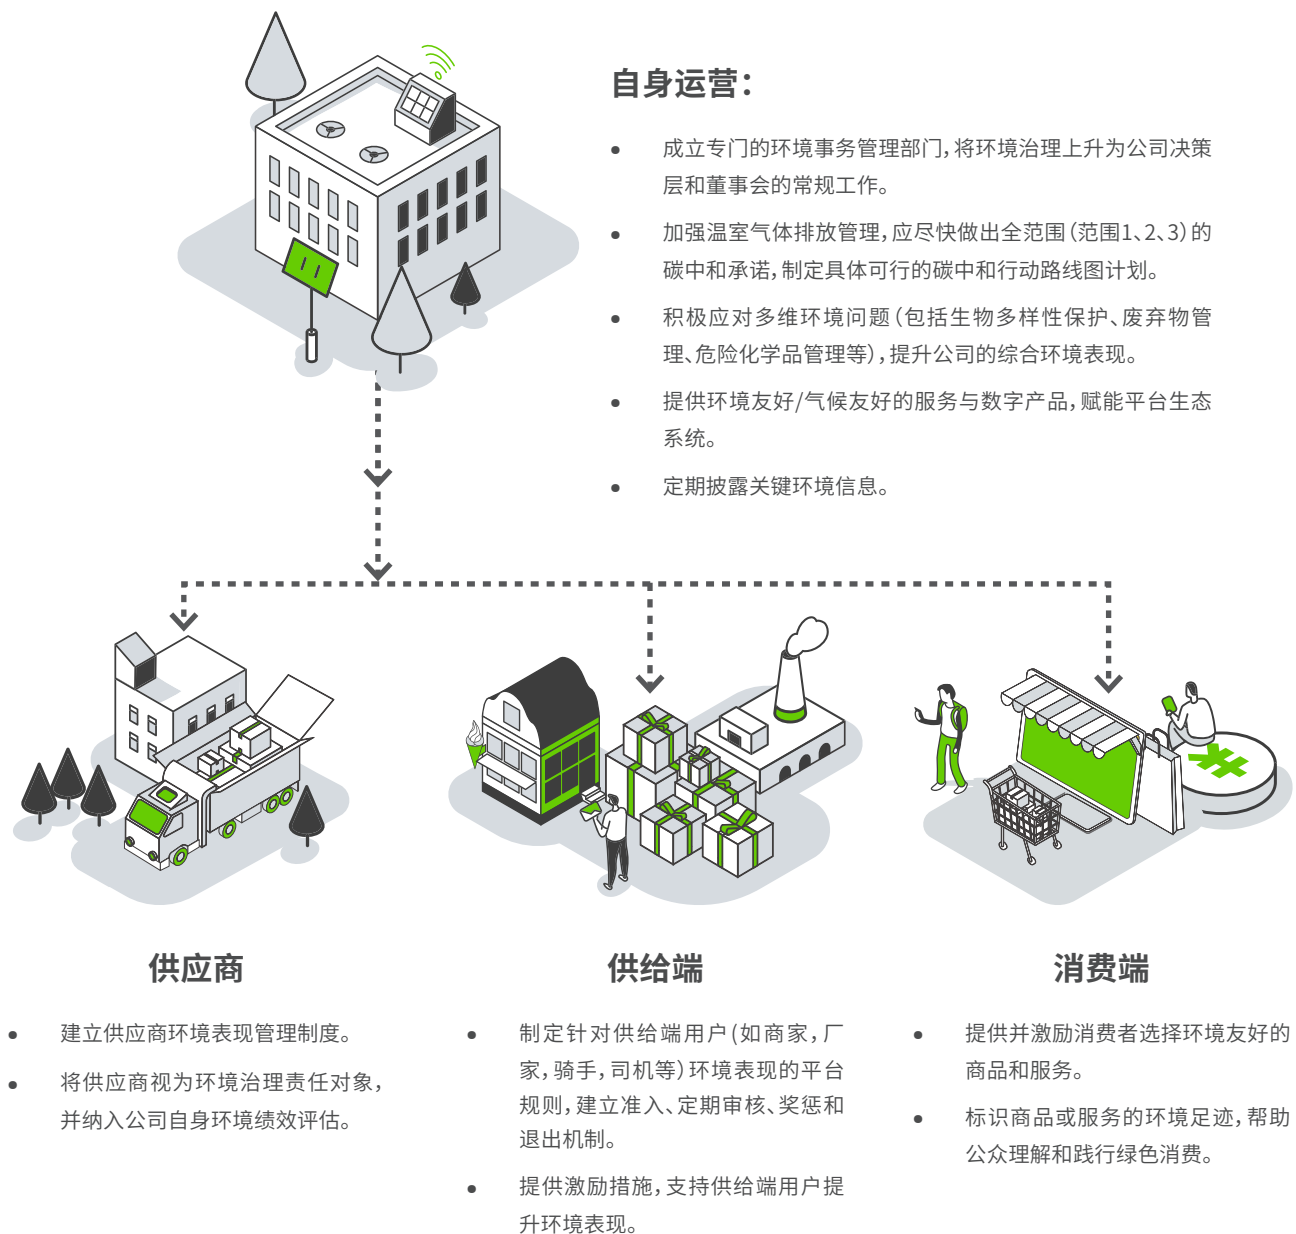 自身运营：
• 成立专门的环境事务管理部门，将环境治理上升为公司决策
层和董事会的常规工作。
• 加强温室气体排放管理，应尽快做出全范围（范围1、2、3）的
碳中和承诺，制定具体可行的碳中和行动路线图计划。
• 积极应对多维环境问题（包括生物多样性保护、废弃物管
理、危险化学品管理等），提升公司的综合环境表现。
• 提供环境友好/气候友好的服务与数字产品，赋能平台生态
系统。
• 定期披露关键环境信息。
供应商
• 建立供应商环境表现管理制度。
• 将供应商视为环境治理责任对象，
并纳入公司自身环境绩效评估。
供给端
• 制定针对供给端用户(如商家，厂
家，骑手，司机等）环境表现的平台
规则，建立准入、定期审核、奖惩和
退出机制。
• 提供激励措施，支持供给端用户提
升环境表现。
消费端
• 提供并激励消费者选择环境友好的
商品和服务。
• 标识商品或服务的环境足迹，帮助
公众理解和践行绿色消费。